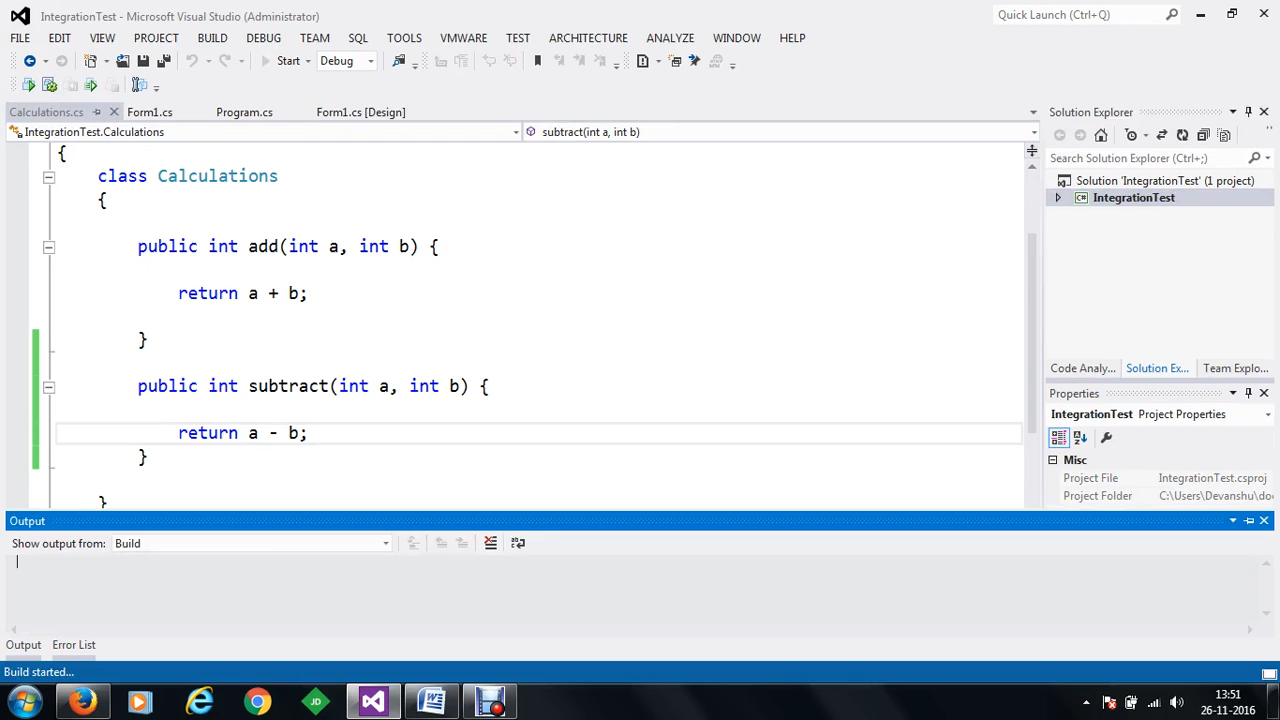 IntegrationTest - Microsoft Visual Studio (Administrator)
Quick Launch (Ctrl+Q)
FILE EDIT VIEW PROJECT BUILD DEBUG TEAM SQL TOOLS VMWARE TEST ARCHITECTURE ANALYZE WINDOW HELP
Start Debug
Calculations.cs Form1.cs Program.cs Form1.cs [Design]
IntegrationTest.Calculations subtract(int a, int b)
{
class Calculations
{
public int add(int a, int b) {
return a + b;
}
public int subtract(int a, int b) {
return a - b;
}
}
Solution Explorer
Search Solution Explorer (Ctrl+;)
Solution 'IntegrationTest' (1 project)
C# IntegrationTest
Code Analy... Solution Ex... Team Explo...
Properties
IntegrationTest Project Properties
Misc
Project File IntegrationTest.csproj
Project Folder C:\Users\Devanshu\do
Output
Show output from: Build
Output Error List
Build started...
JD
13:51
26-11-2016